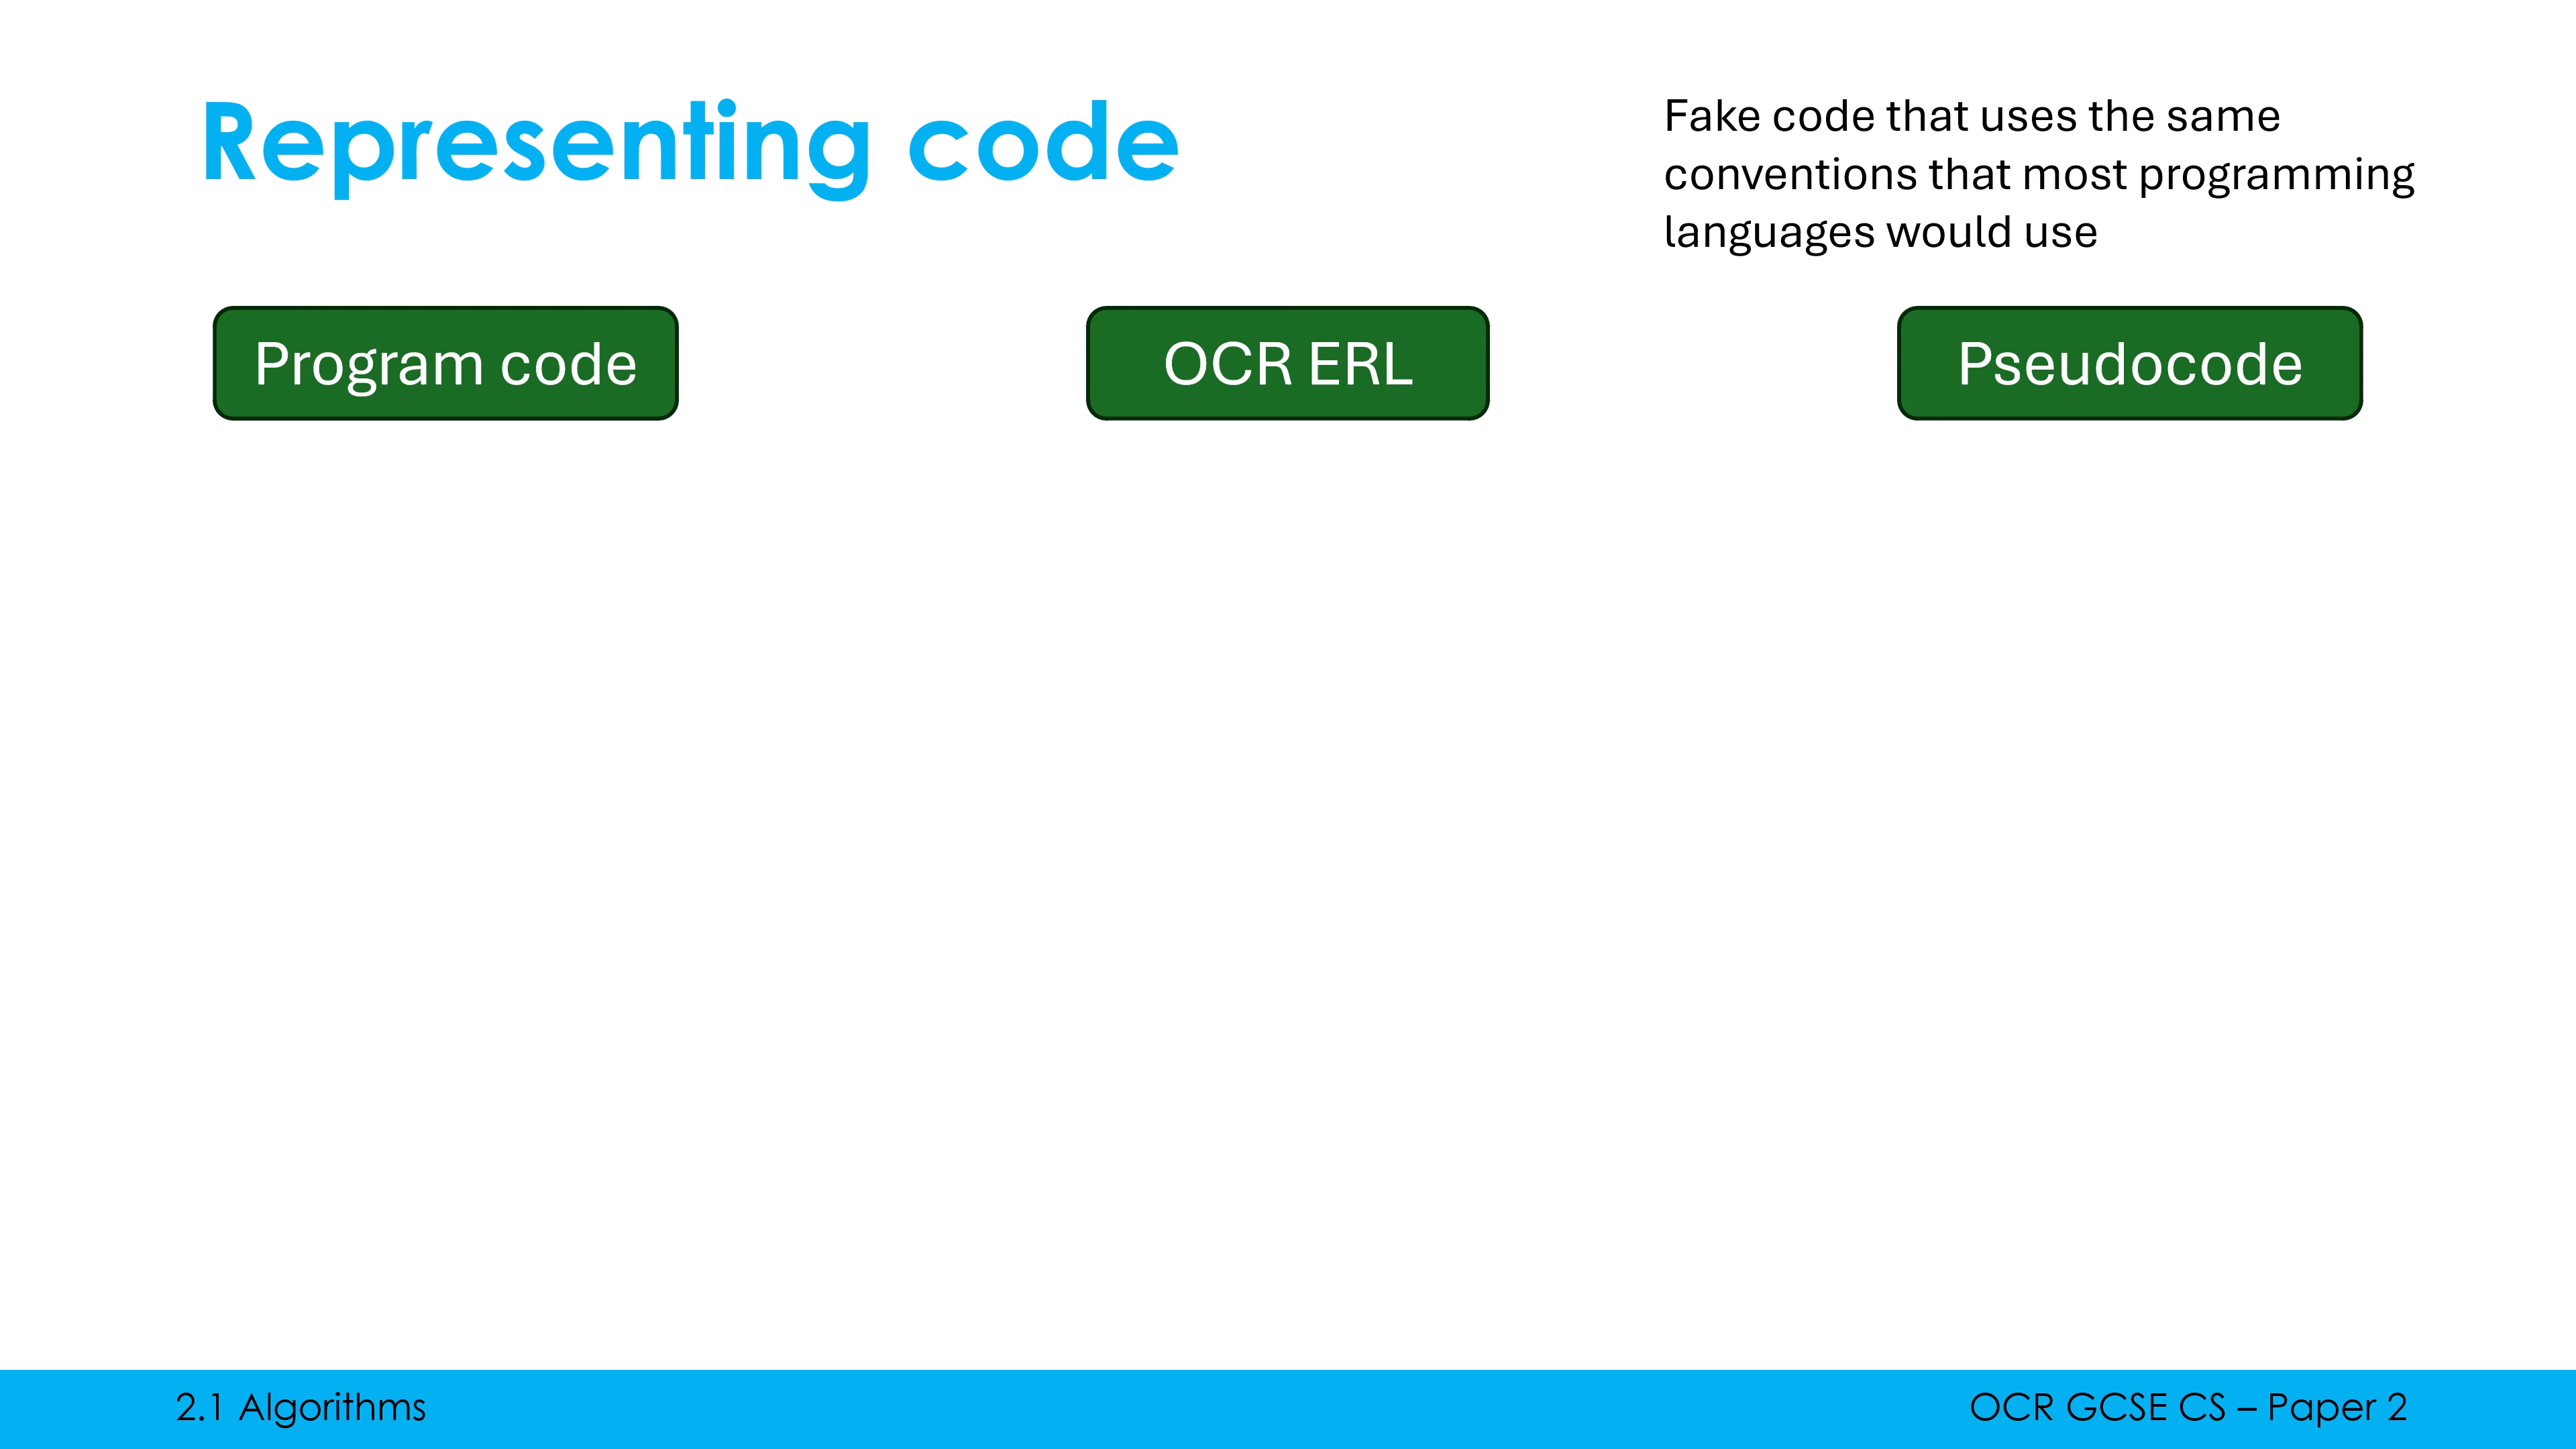 Representing code
Fake code that uses the same
conventions that most programming
languages would use
Program code
OCR ERL
Pseudocode
2.1 Algorithms
OCR GCSE CS – Paper 2